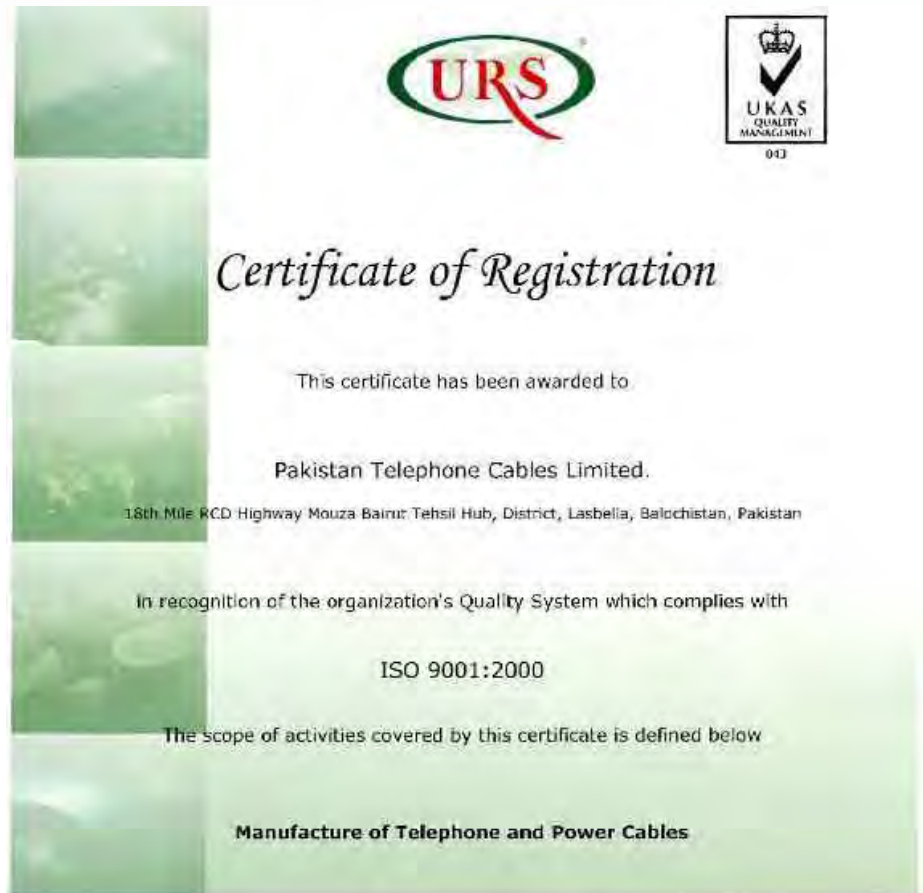 URS
UKAS
QUALITY
MANAGEMENT
043
Certificate of Registration
This certificate has been awarded to
Pakistan Telephone Cables Limited.
18th Mile RCD Highway Mouza Bairut Tehsil Hub, District, Lasbella, Balochistan, Pakistan
in recognition of the organization's Quality System which complies with
ISO 9001:2000
The scope of activities covered by this certificate is defined below
Manufacture of Telephone and Power Cables